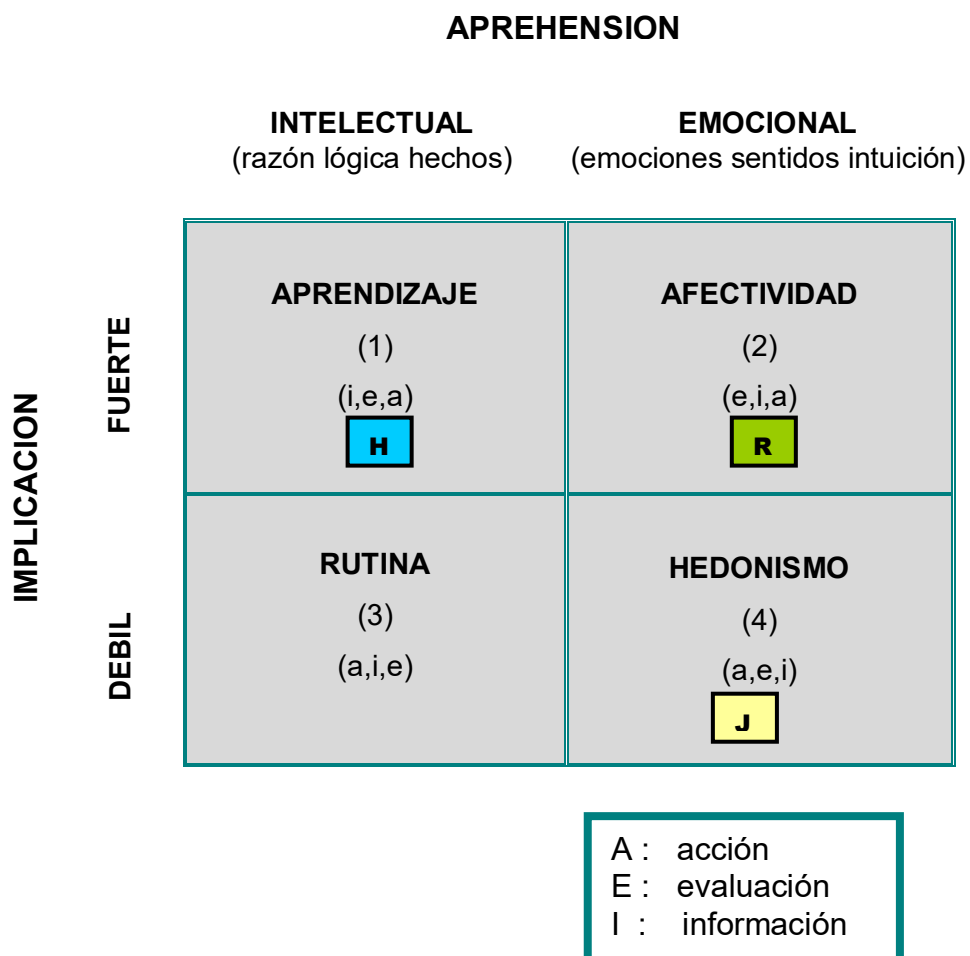 APREHENSION
INTELECTUAL
(razón lógica hechos)
EMOCIONAL
(emociones sentidos intuición)
IMPLICACION
FUERTE
APRENDIZAJE
(1)
(i,e,a)
H
AFECTIVIDAD
(2)
(e,i,a)
R
DEBIL
RUTINA
(3)
(a,i,e)
HEDONISMO
(4)
(a,e,i)
J
A : acción
E : evaluación
I : información